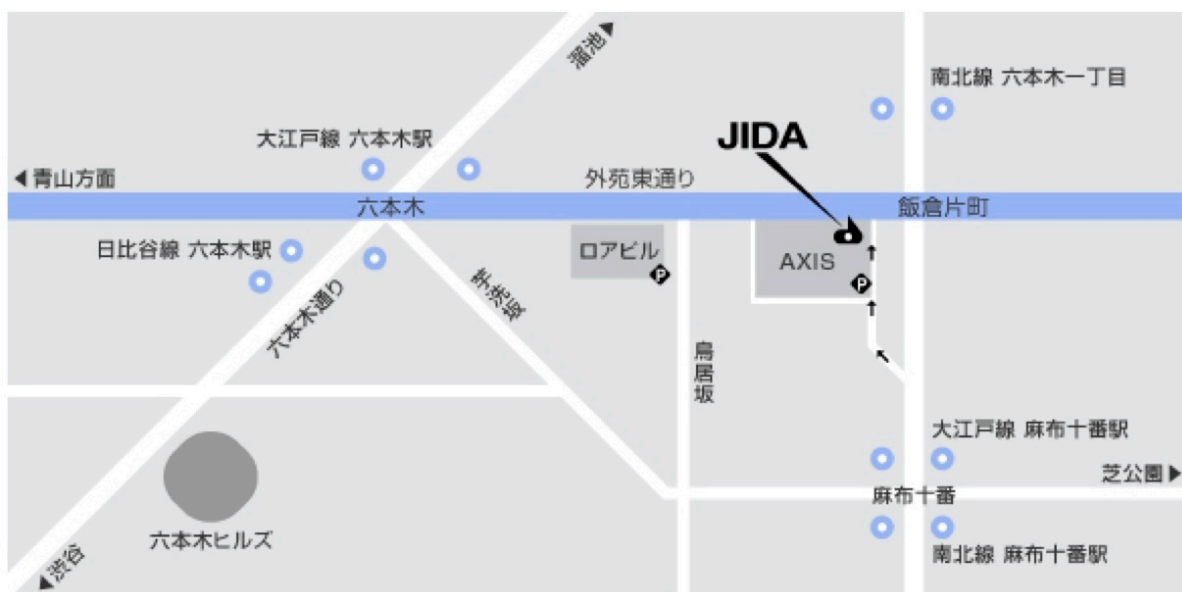 溜池▶
南北線 六本木一丁目
大江戸線 六本木駅
JIDA
◀青山方面
外苑東通り
六本木
飯倉片町
日比谷線 六本木駅
ロアビル
P
AXIS
P
芋洗坂
六本木通り
鳥居坂
大江戸線 麻布十番駅
芝公園▶
麻布十番
六本木ヒルズ
南北線 麻布十番駅
◀渋谷